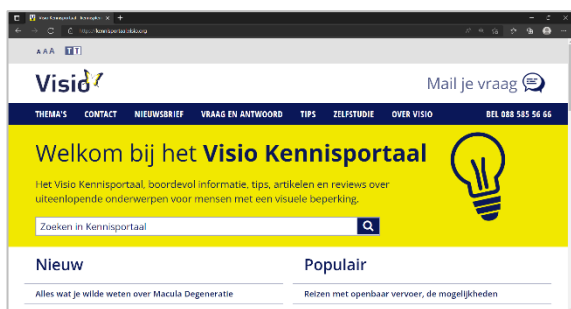 Visio Kennisportaal
A A A T T
Visio
Mail je vraag
THEMA'S CONTACT NIEUWSBRIEF VRAAG EN ANTWOORD TIPS ZELFSTUDIE OVER VISIO BEL 088 585 56 66
Welkom bij het Visio Kennisportaal
Het Visio Kennisportaal, boordevol informatie, tips, artikelen en reviews over
uiteenlopende onderwerpen voor mensen met een visuele beperking.
Zoeken in Kennisportaal
Nieuw
Populair
Alles wat je wilde weten over Macula Degeneratie
Reizen met openbaar vervoer, de mogelijkheden